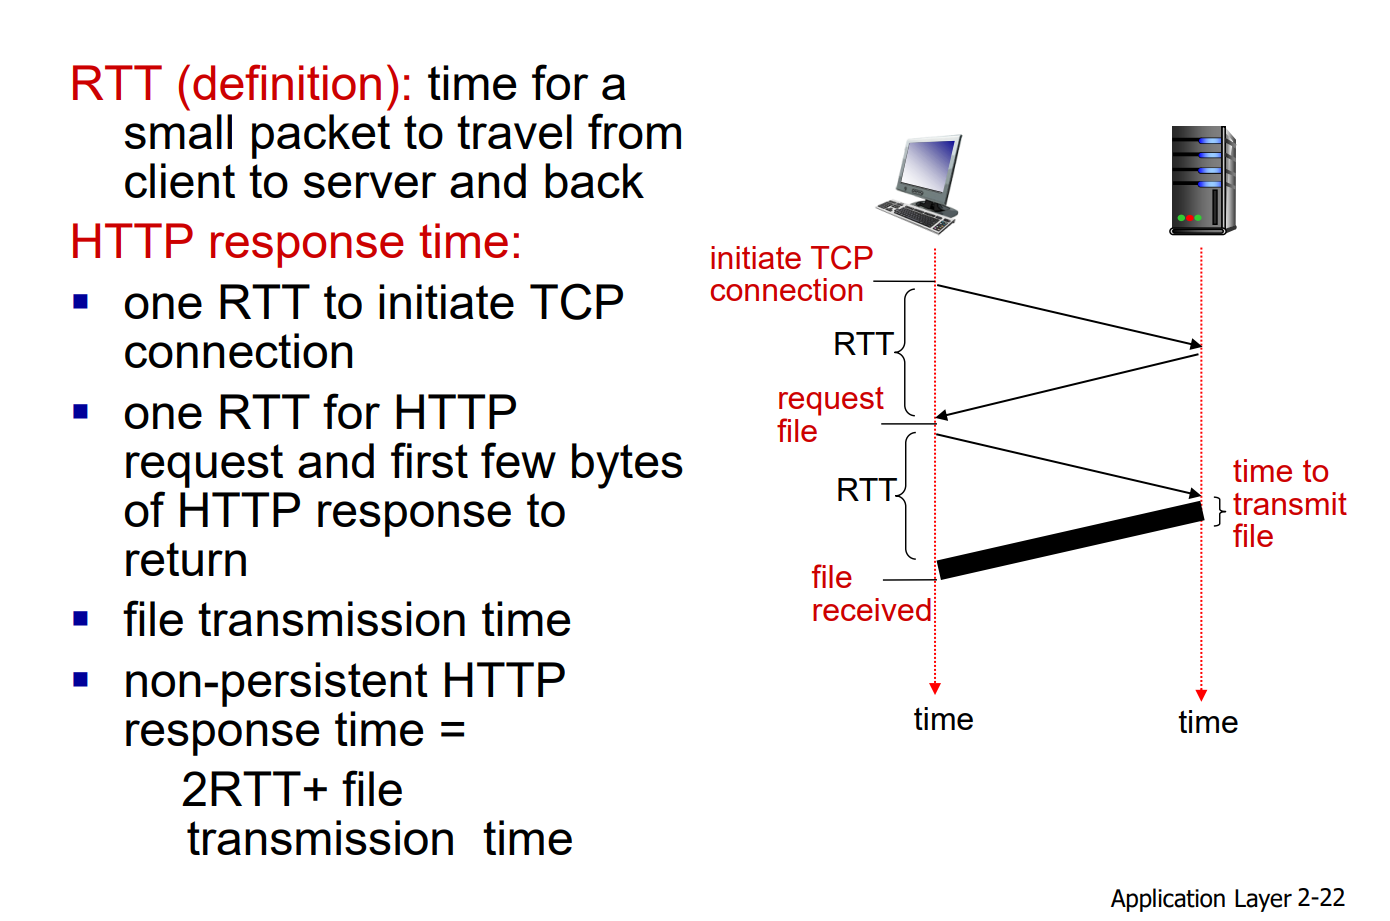 RTT (definition): time for a
small packet to travel from
client to server and back
HTTP response time:
one RTT to initiate TCP
connection
one RTT for HTTP
request and first few bytes
of HTTP response to
return
file transmission time
non-persistent HTTP
response time =
2RTT+ file
transmission time
initiate TCP
connection
RTT
request
file
RTT
time to
transmit
file
file
received
time
time
Application Layer 2-22